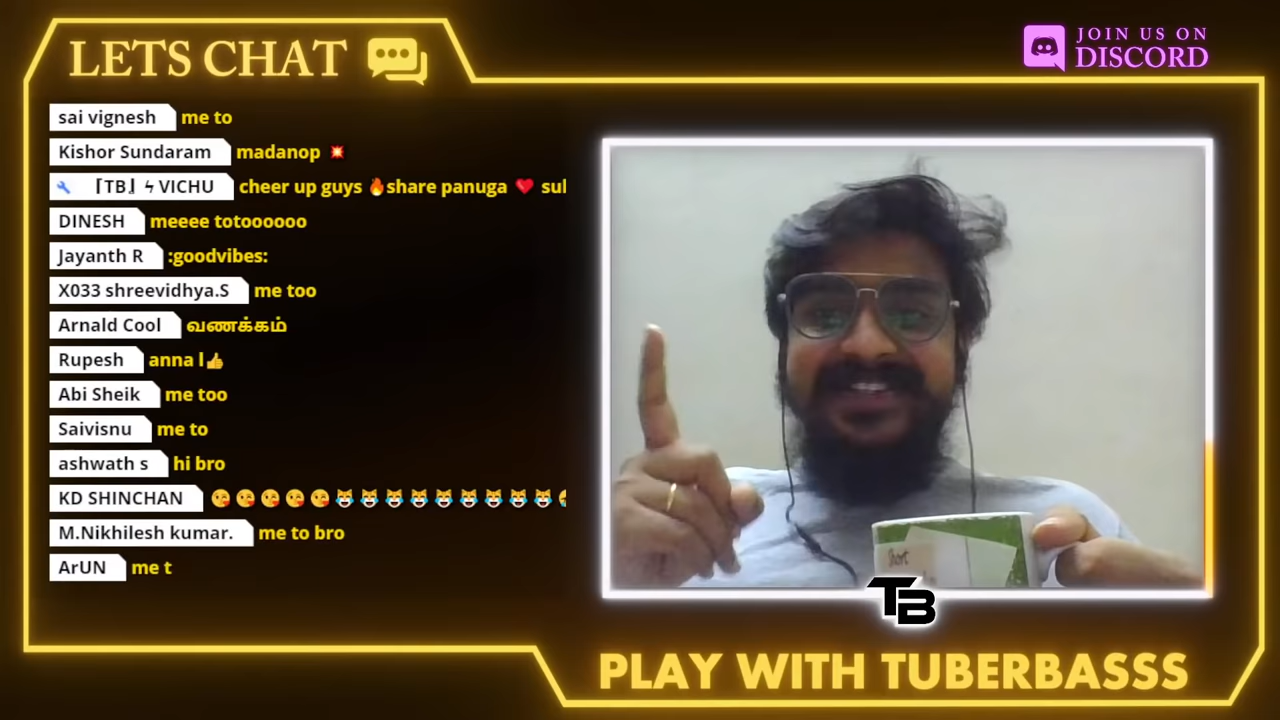 LETS CHAT
JOIN US ON
DISCORD
sai vignesh me to
Kishor Sundaram madanop 💥
「TB」ϟ VICHU cheer up guys 🔥share panuga ❤️ sul
DINESH meeee totoooooo
Jayanth R :goodvibes:
X033 shreevidhya.S me too
Arnald Cool வணக்கம்
Rupesh anna l👍
Abi Sheik me too
Saivisnu me to
ashwath s hi bro
KD SHINCHAN 😘😘😘😘😘😹😹😹😹😹😹😹😹😹
M.Nikhilesh kumar. me to bro
ArUN me t
Short
TB
PLAY WITH TUBERBASSS